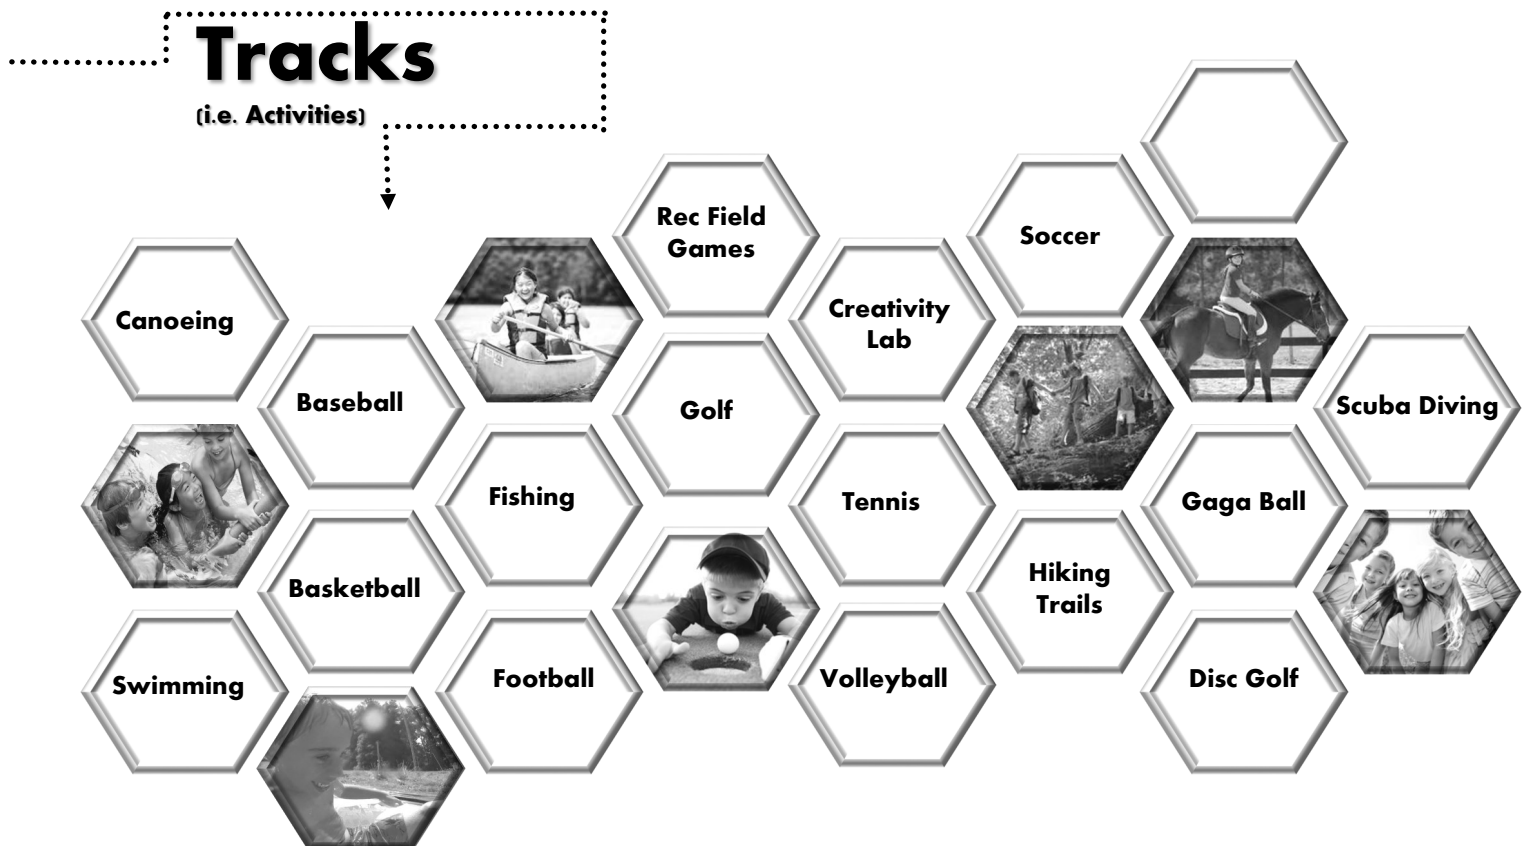 Tracks
(i.e. Activities)
Rec Field
Games
Soccer
Canoeing
Creativity
Lab
Baseball
Golf
Scuba Diving
Fishing
Tennis
Gaga Ball
Basketball
Hiking
Trails
Swimming
Football
Volleyball
Disc Golf